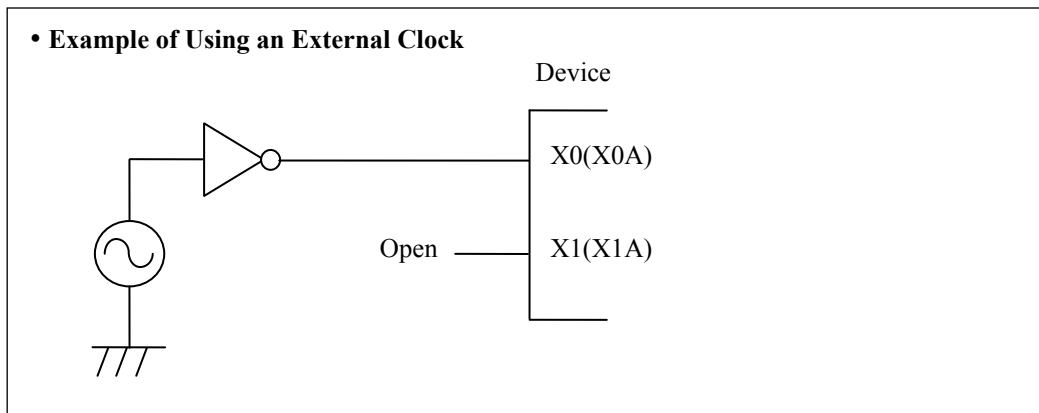 • Example of Using an External Clock
Device
X0(X0A)
Open
X1(X1A)